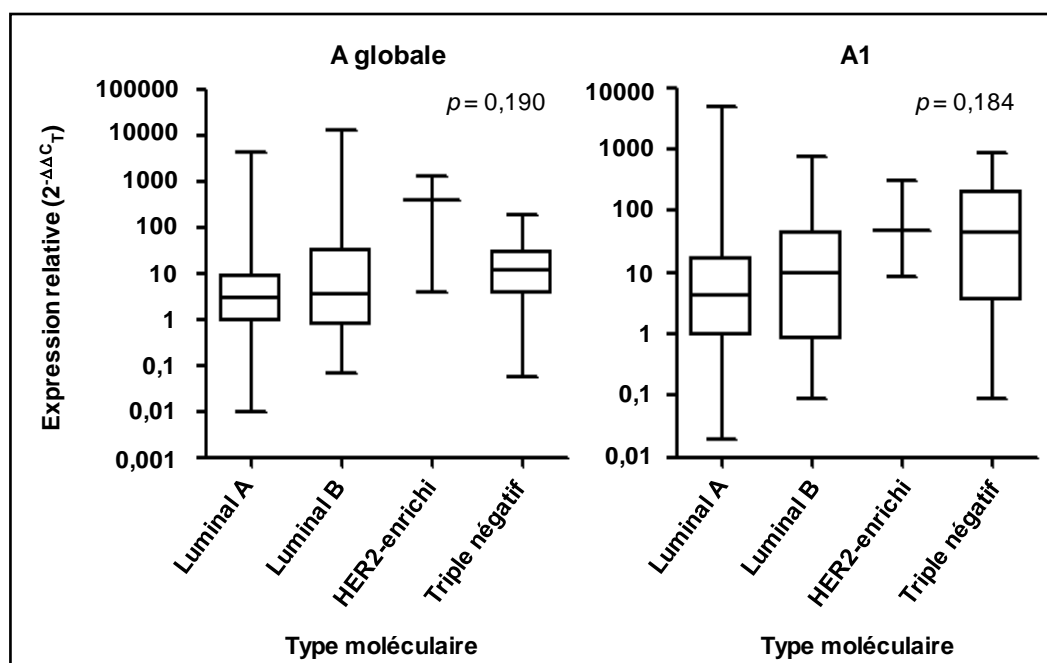 A globale
p = 0,190
Expression relative (2-ΔΔCT)
100000
10000
1000
100
10
1
0,1
0,01
0,001
Luminal A
Luminal B
HER2-enrichi
Triple négatif
Type moléculaire
A1
p = 0,184
10000
1000
100
10
1
0,1
0,01
Luminal A
Luminal B
HER2-enrichi
Triple négatif
Type moléculaire